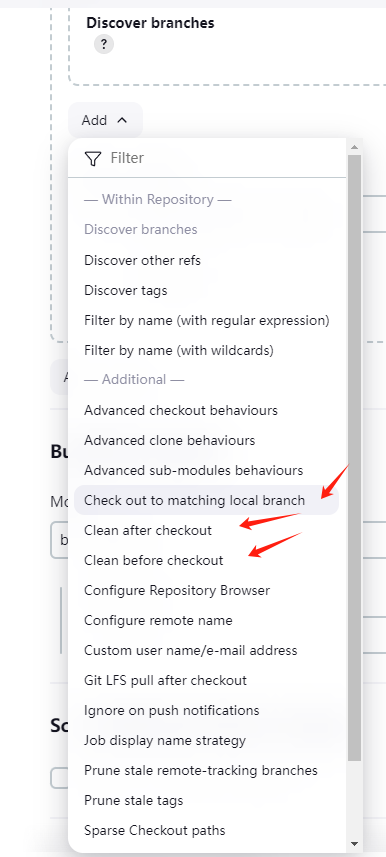 Discover branches
?
Add
Filter
— Within Repository —
Discover branches
Discover other refs
Discover tags
Filter by name (with regular expression)
Filter by name (with wildcards)
— Additional —
Advanced checkout behaviours
Advanced clone behaviours
Advanced sub-modules behaviours
Check out to matching local branch
Clean after checkout
Clean before checkout
Configure Repository Browser
Configure remote name
Custom user name/e-mail address
Git LFS pull after checkout
Ignore on push notifications
Job display name strategy
Prune stale remote-tracking branches
Prune stale tags
Sparse Checkout paths